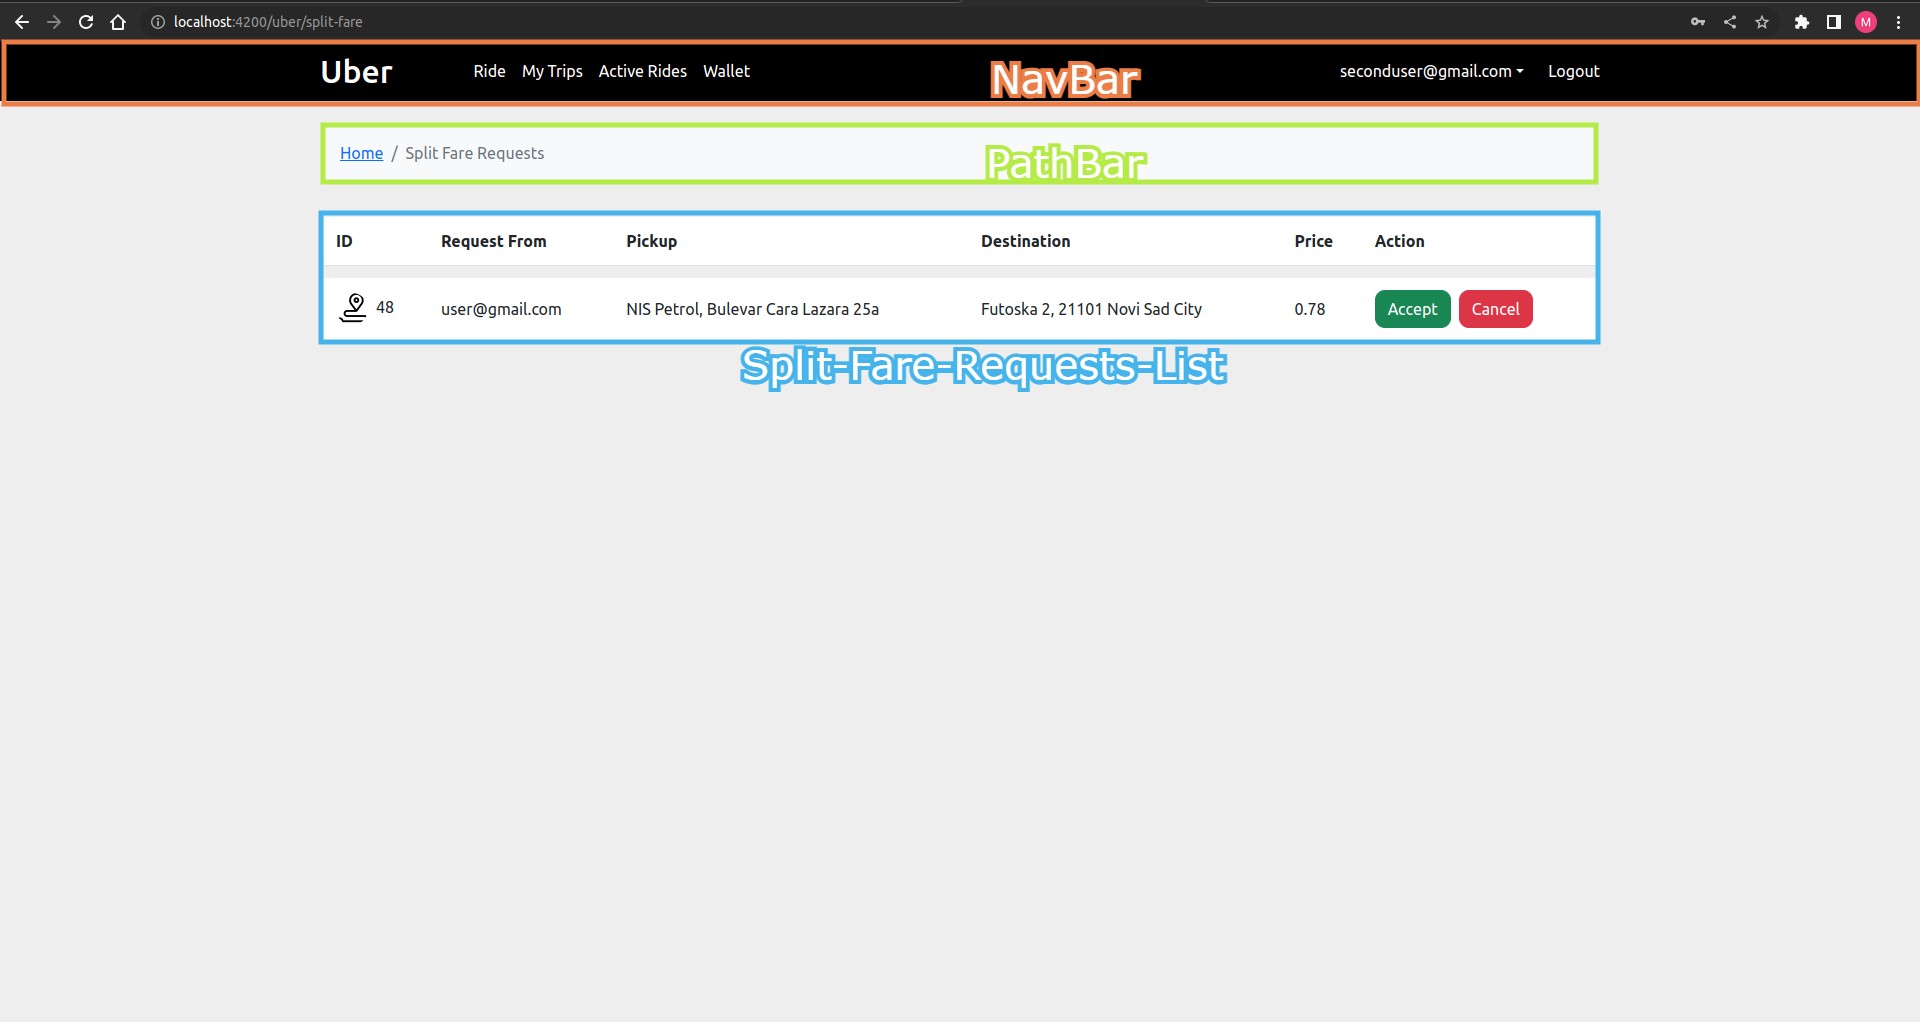 localhost:4200/uber/split-fare
M
Uber Ride My Trips Active Rides Wallet NavBar seconduser@gmail.com Logout
Home / Split Fare Requests PathBar
ID Request From Pickup Destination Price Action
48 user@gmail.com NIS Petrol, Bulevar Cara Lazara 25a Futoska 2, 21101 Novi Sad City 0.78 Accept Cancel
Split-Fare-Requests-List